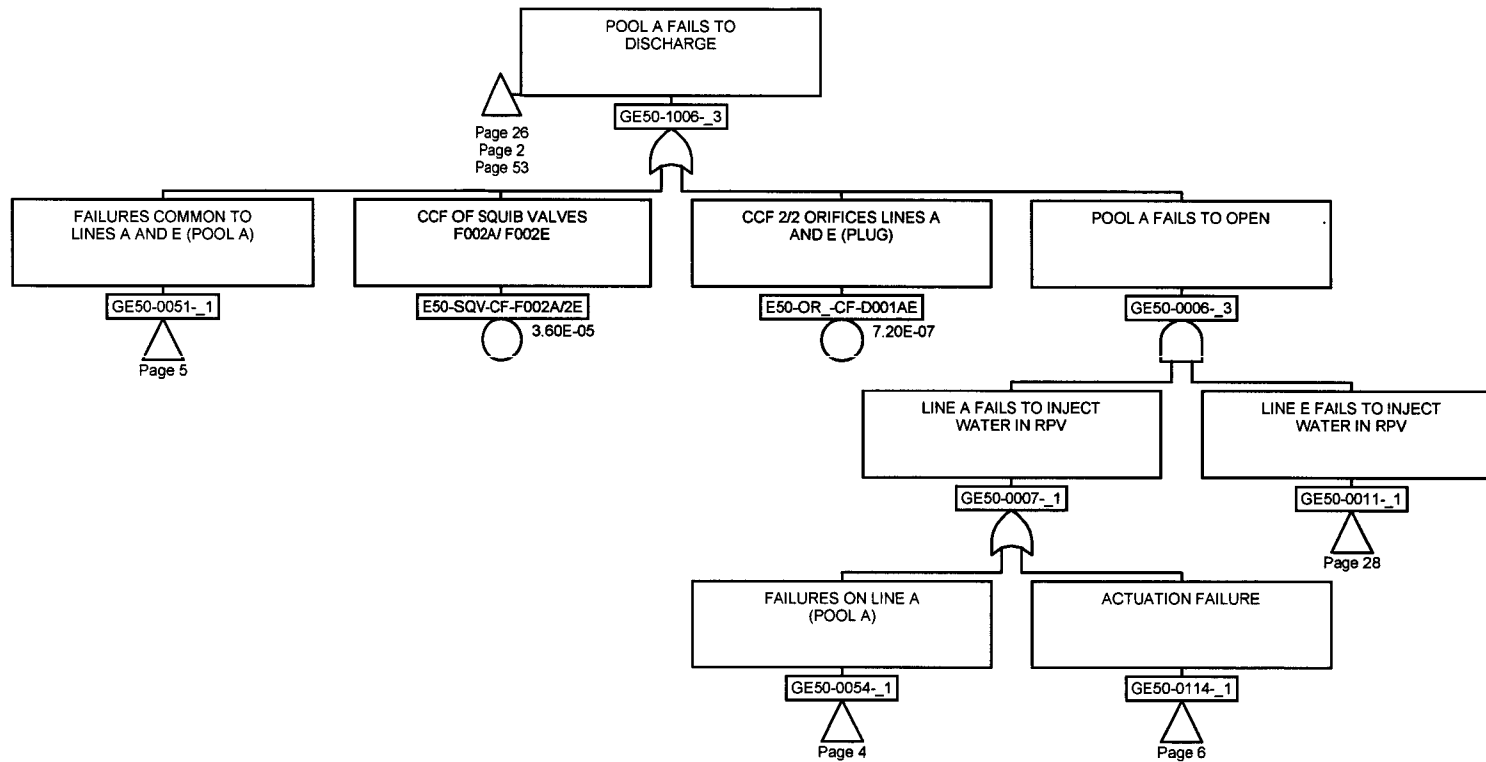 POOL A FAILS TO
DISCHARGE
GE50-1006-_3
Page 26
Page 2
Page 53
FAILURES COMMON TO
LINES A AND E (POOL A)
GE50-0051-_1
Page 5
CCF OF SQUIB VALVES
F002A/ F002E
E50-SQV-CF-F002A/2E
3.60E-05
CCF 2/2 ORIFICES LINES A
AND E (PLUG)
E50-OR_-CF-D001AE
7.20E-07
POOL A FAILS TO OPEN
GE50-0006-_3
LINE A FAILS TO INJECT
WATER IN RPV
GE50-0007-_1
LINE E FAILS TO INJECT
WATER IN RPV
GE50-0011-_1
Page 28
FAILURES ON LINE A
(POOL A)
GE50-0054-_1
Page 4
ACTUATION FAILURE
GE50-0114-_1
Page 6